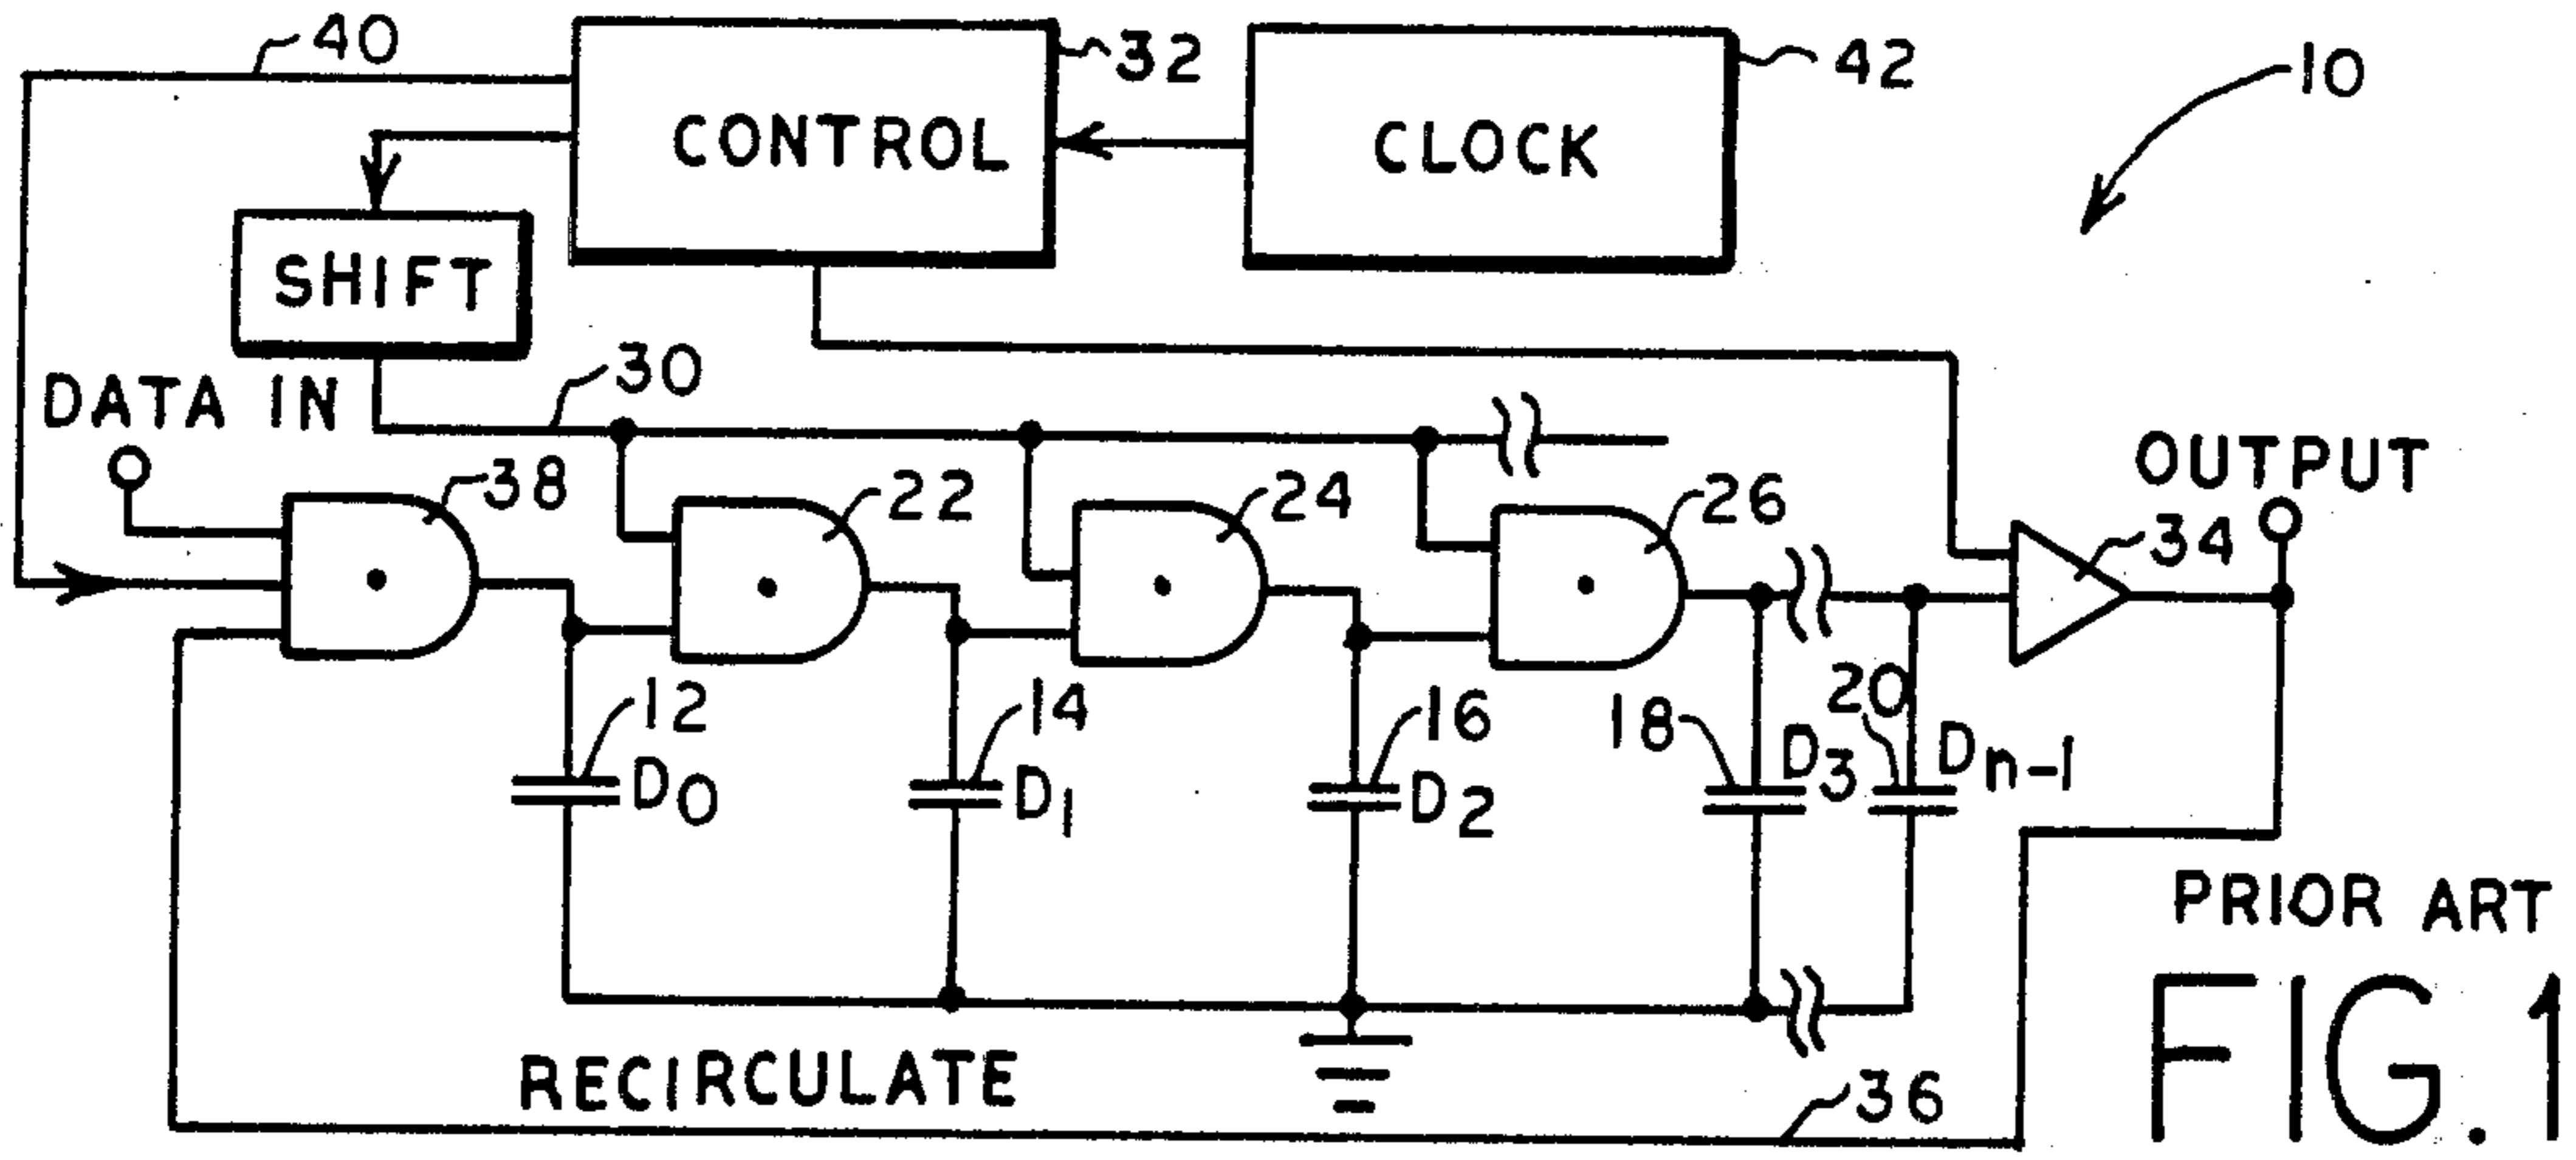 40
32
42
10
CONTROL
CLOCK
SHIFT
30
DATA IN
OUTPUT
38
22
24
26
34
12
14
16
18
20
D0
D1
D2
D3
Dn-1
PRIOR ART
RECIRCULATE
36
FIG. 1